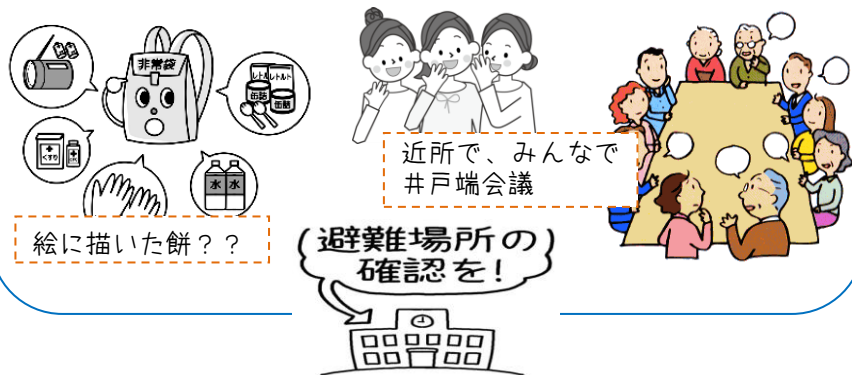 非常袋
レトルト
レトルト
缶詰
缶詰
くすり
水 水
絵に描いた餅？？
近所で、みんなで
井戸端会議
避難場所の
確認を!